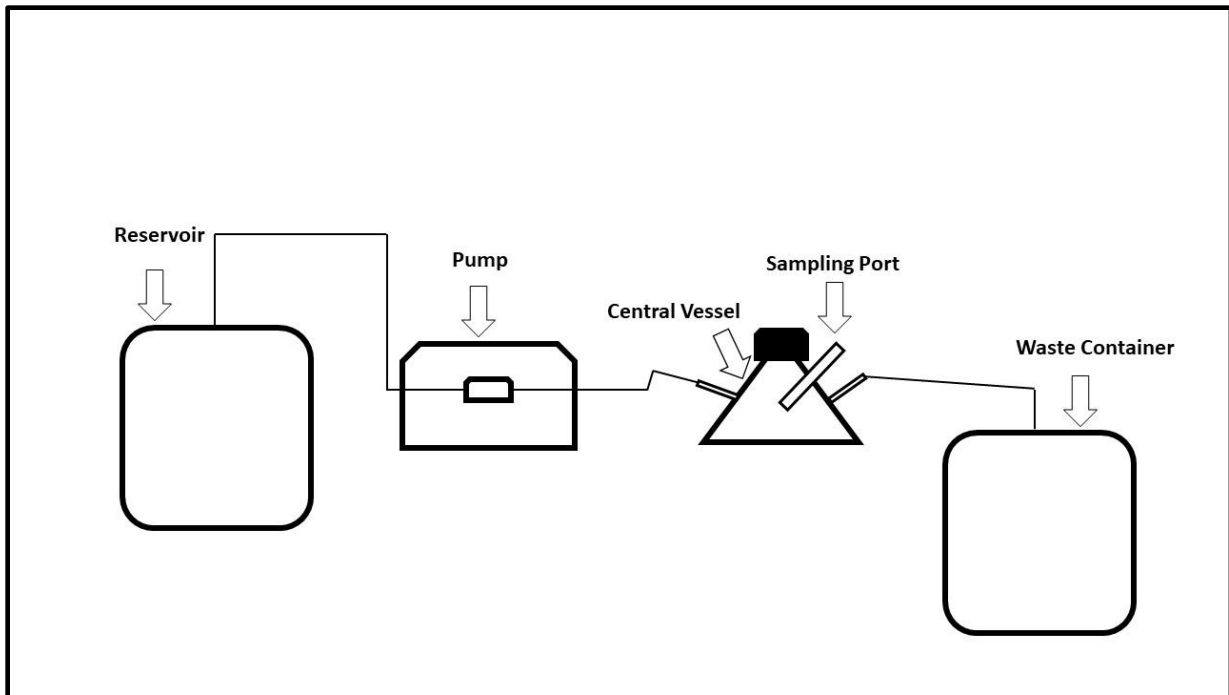 Reservoir
Pump
Sampling Port
Central Vessel
Waste Container